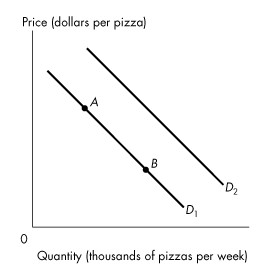 Price (dollars per pizza)
A
B
D2
D1
0
Quantity (thousands of pizzas per week)